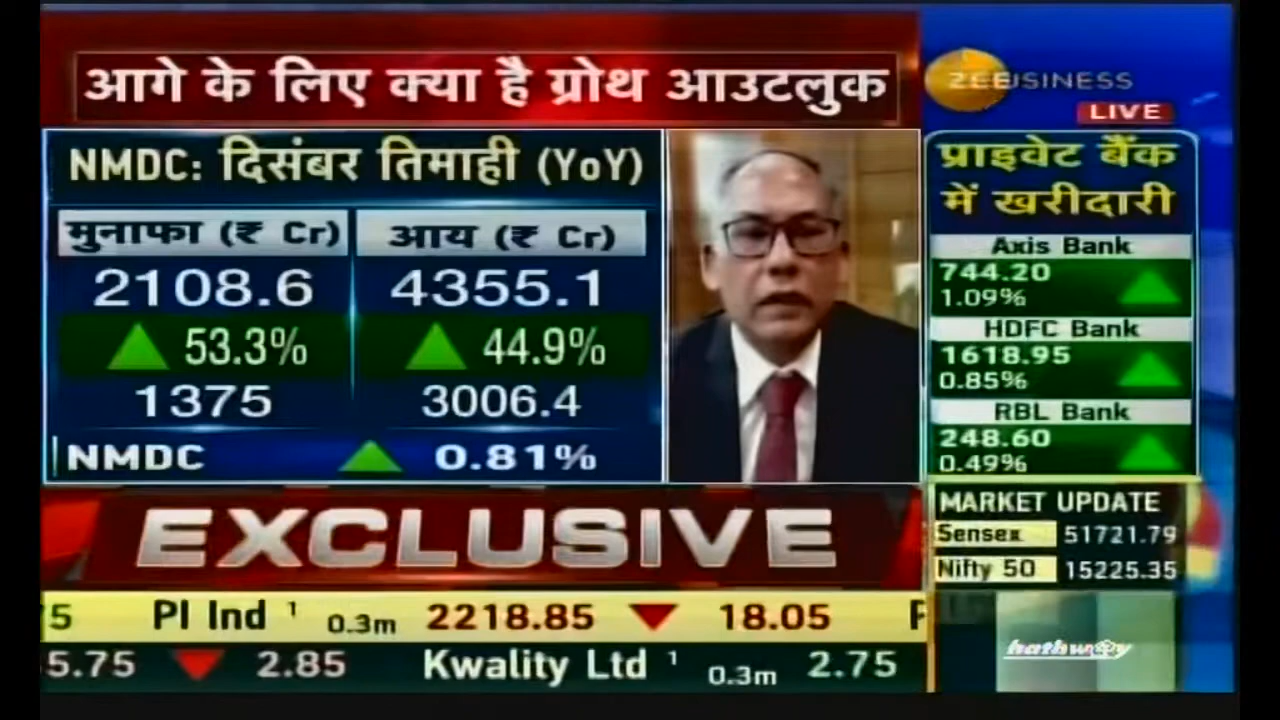 आगे के लिए क्या है ग्रोथ आउटलुक
ZEE BUSINESS
LIVE
NMDC: दिसंबर तिमाही (YoY)
मुनाफा (₹ Cr) आय (₹ Cr)
2108.6 4355.1
53.3% 44.9%
1375 3006.4
NMDC 0.81%
प्राइवेट बैंक
में खरीदारी
Axis Bank
744.20
1.09%
HDFC Bank
1618.95
0.85%
RBL Bank
248.60
0.49%
MARKET UPDATE
Sensex 51721.79
Nifty 50 15225.35
EXCLUSIVE
5 PI Ind 1 0.3m 2218.85 18.05
5.75 2.85 Kwality Ltd 1 0.3m 2.75
hathway